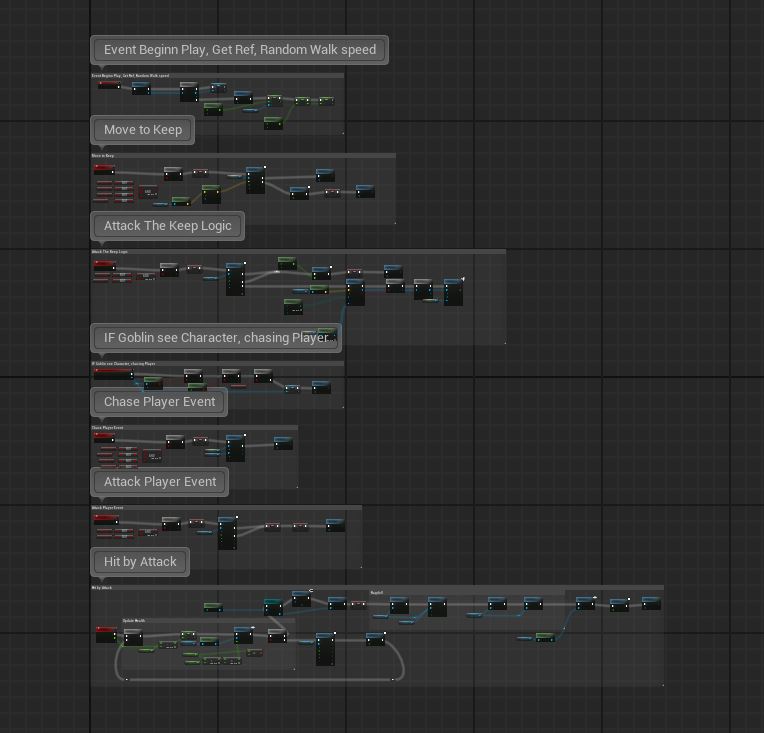 Event Beginn Play, Get Ref, Random Walk speed
Event Beginn Play, Get Ref, Random Walk speed
Move to Keep
Move to Keep
Attack The Keep Logic
Attack The Keep Logic
IF Goblin see Character, chasing Player
IF Goblin see Character, chasing Player
Chase Player Event
Chase Player Event
Attack Player Event
Attack Player Event
Hit by Attack
Hit by Attack
Update Health